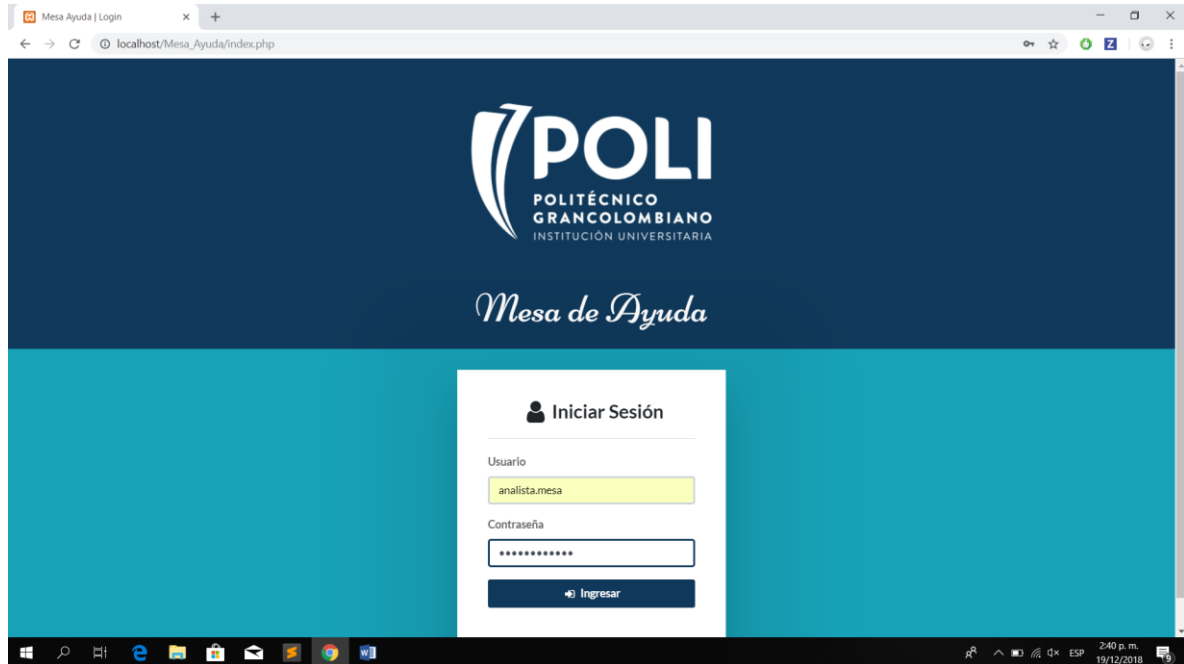 Mesa Ayuda | Login
localhost/Mesa_Ayuda/index.php
Z
POLI
POLITÉCNICO
GRANCOLOMBIANO
INSTITUCIÓN UNIVERSITARIA
Mesa de Ayuda
Iniciar Sesión
Usuario
analista.mesa
Contraseña
••••••••••••
Ingresar
ESP
2:40 p. m.
19/12/2018